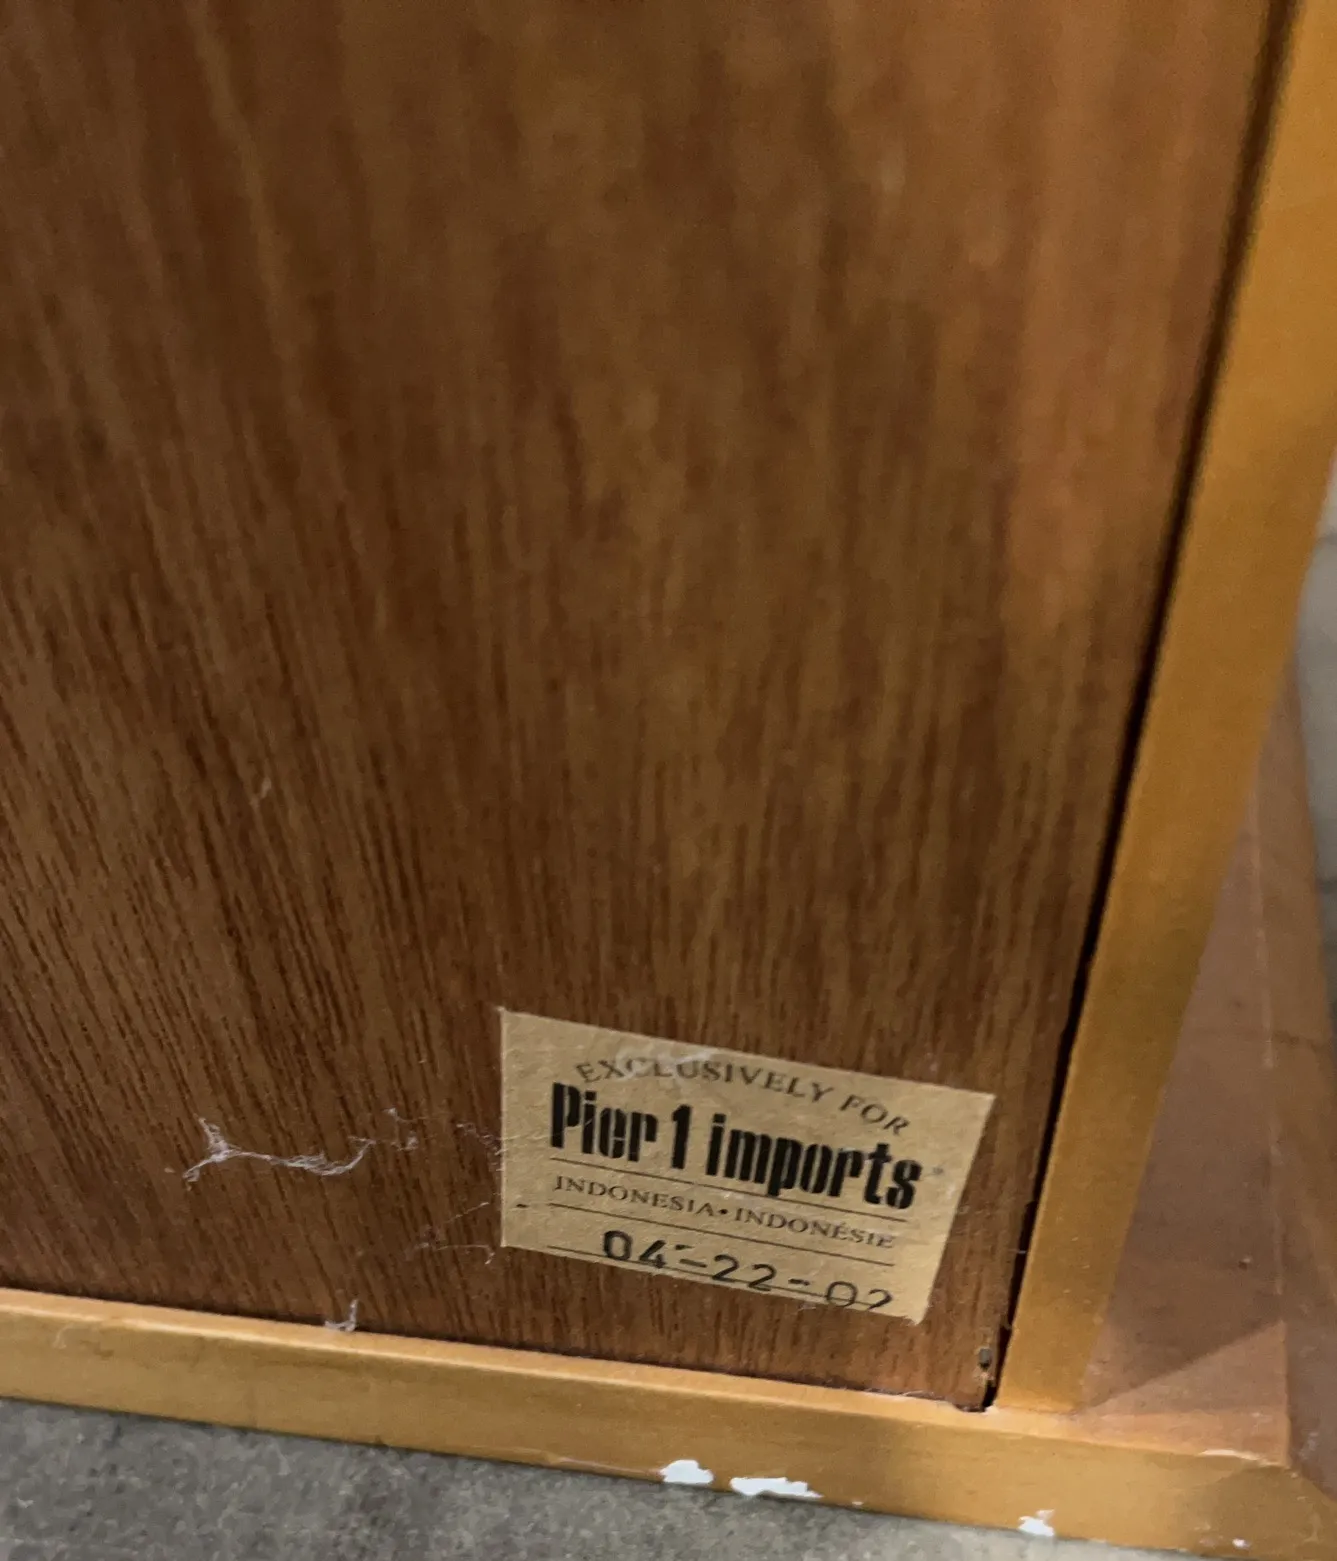 EXCLUSIVELY FOR
Pier 1 imports
INDONESIA • INDONÉSIE
04-22-02